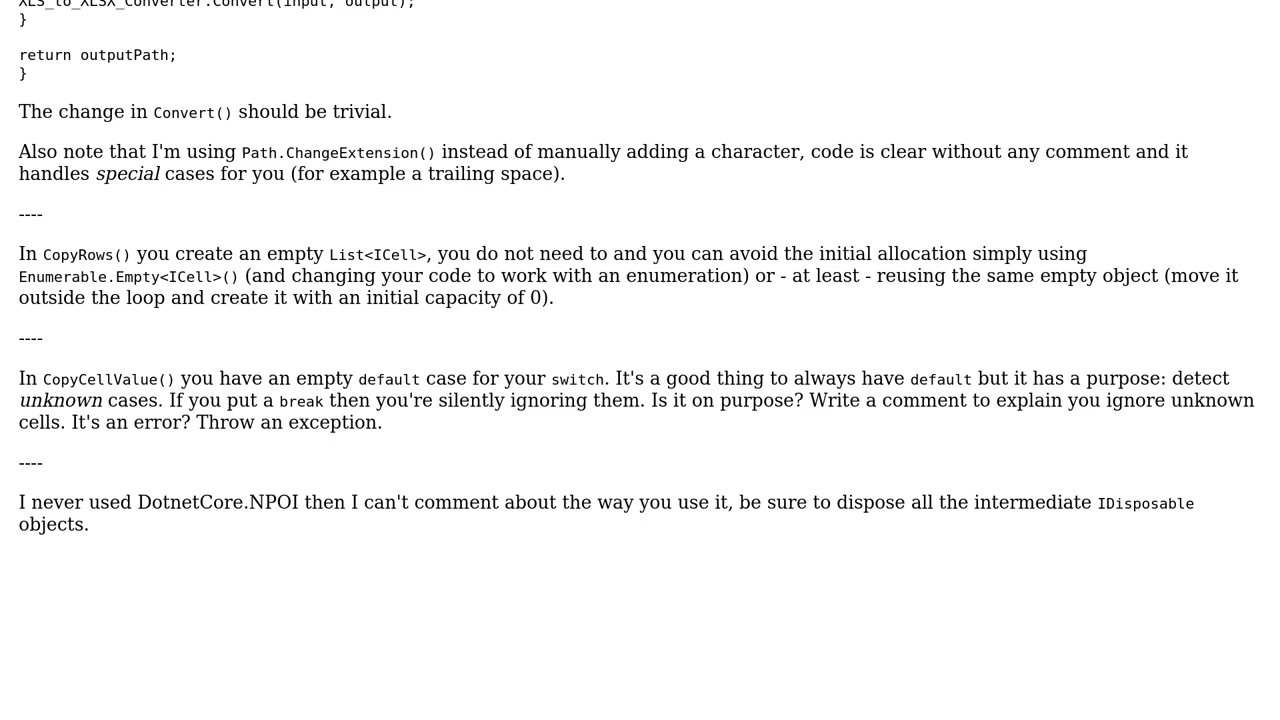 XLS_to_XLSX_Converter.Convert(input, output);
}
return outputPath;
}
The change in Convert() should be trivial.
Also note that I'm using Path.ChangeExtension() instead of manually adding a character, code is clear without any comment and it
handles special cases for you (for example a trailing space).
----
In CopyRows() you create an empty List<ICell>, you do not need to and you can avoid the initial allocation simply using
Enumerable.Empty<ICell>() (and changing your code to work with an enumeration) or - at least - reusing the same empty object (move it
outside the loop and create it with an initial capacity of 0).
----
In CopyCellValue() you have an empty default case for your switch. It's a good thing to always have default but it has a purpose: detect
unknown cases. If you put a break then you're silently ignoring them. Is it on purpose? Write a comment to explain you ignore unknown
cells. It's an error? Throw an exception.
----
I never used DotnetCore.NPOI then I can't comment about the way you use it, be sure to dispose all the intermediate IDisposable
objects.